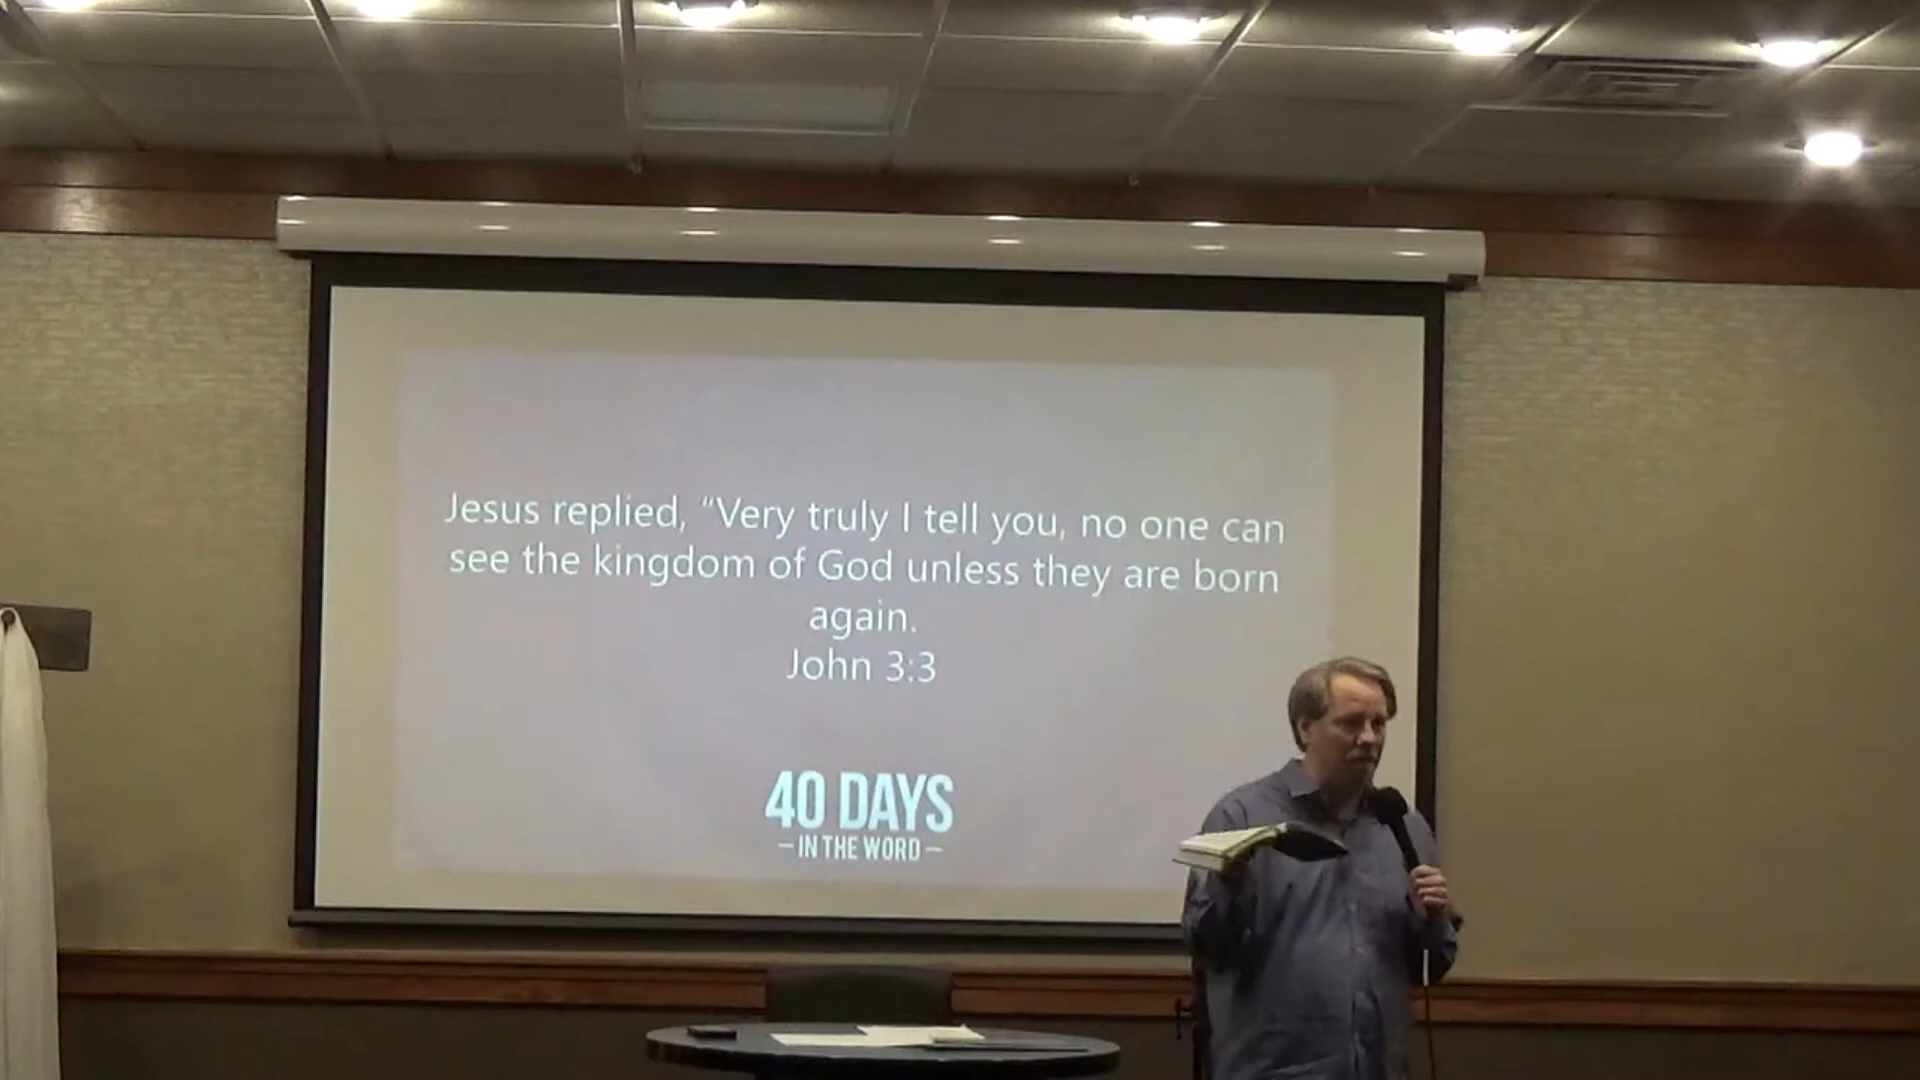 Jesus replied, “Very truly I tell you, no one can
see the kingdom of God unless they are born
again.
John 3:3
40 DAYS
– IN THE WORD –